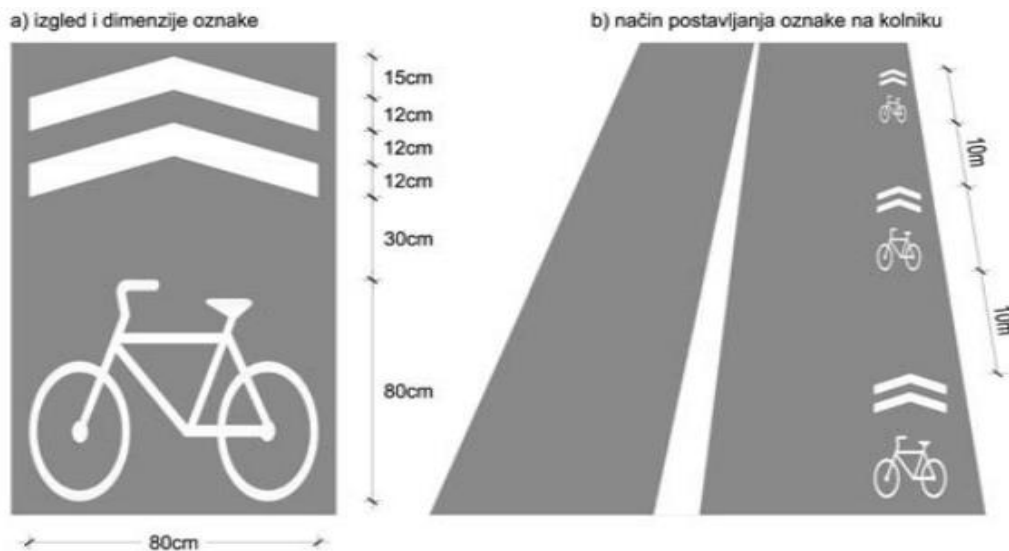 a) izgled i dimenzije oznake
15cm
12cm
12cm
12cm
30cm
80cm
80cm
b) način postavljanja oznake na kolniku
10m
10m